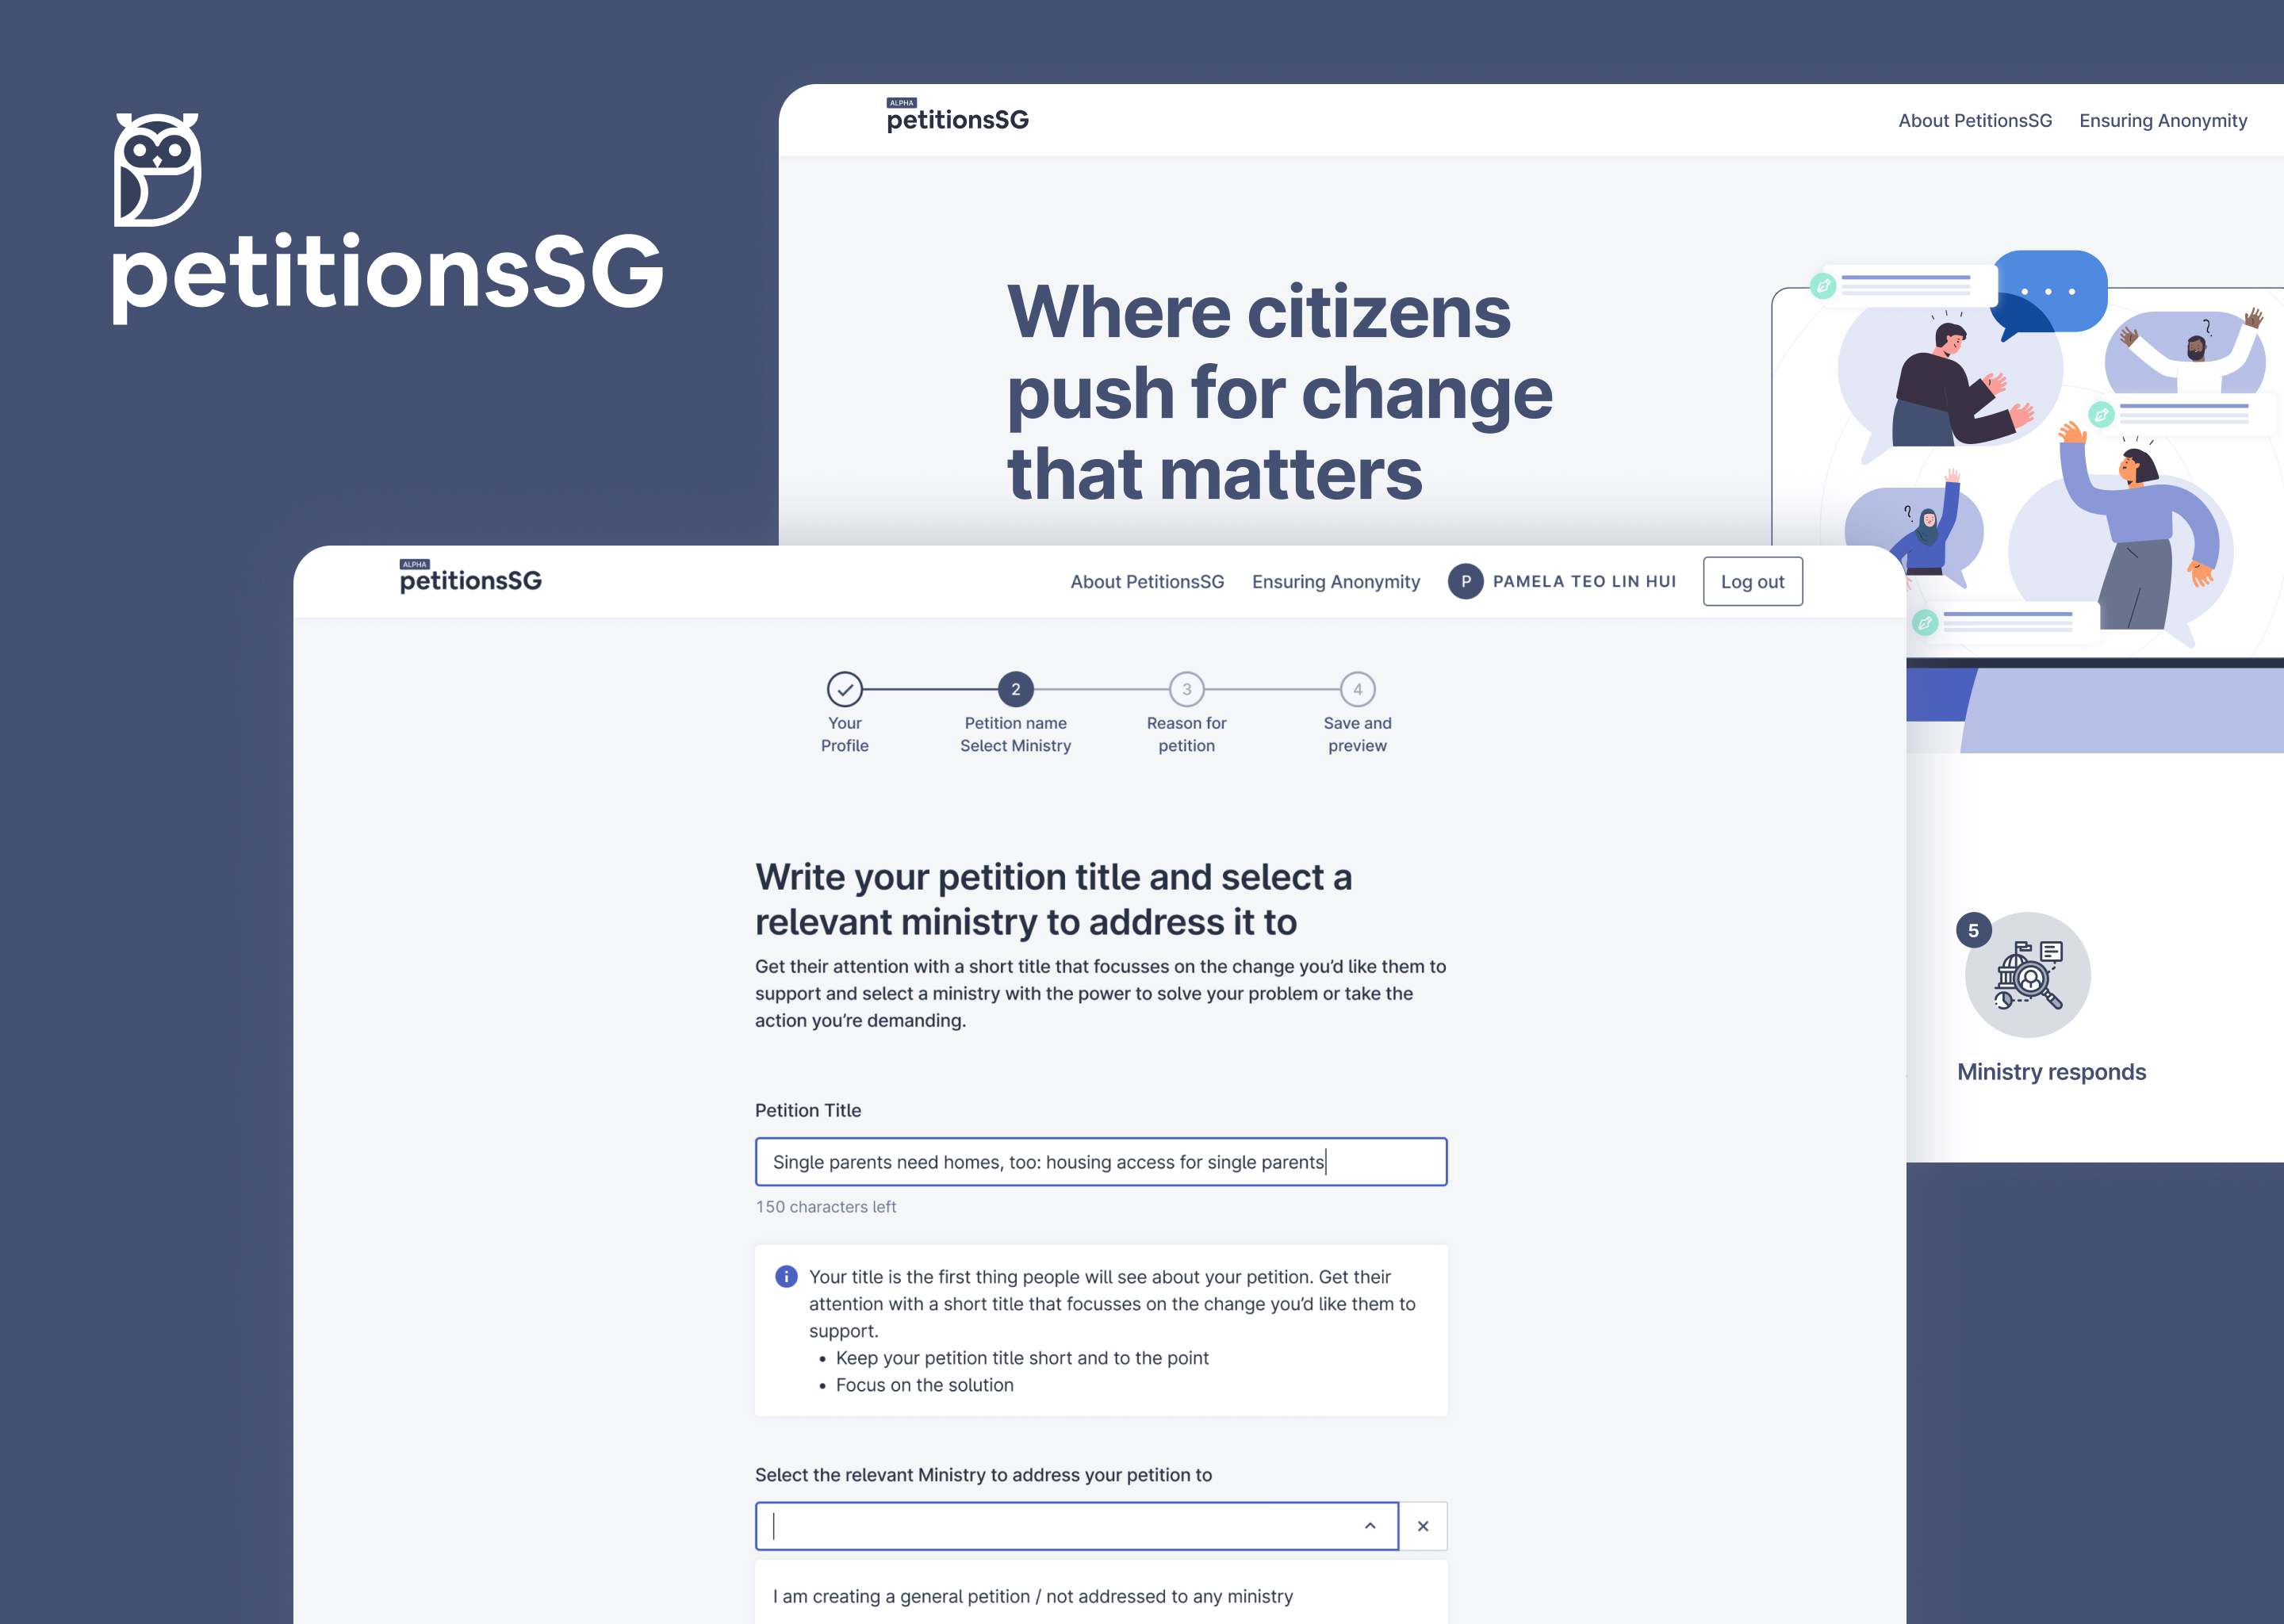 petitionsSG
ALPHA
petitionsSG
About PetitionsSG
Ensuring Anonymity
Where citizens
push for change
that matters
ALPHA
petitionsSG
About PetitionsSG
Ensuring Anonymity
P
PAMELA TEO LIN HUI
Log out
2
3
4
Your
Profile
Petition name
Select Ministry
Reason for
petition
Save and
preview
Write your petition title and select a
relevant ministry to address it to
Get their attention with a short title that focusses on the change you’d like them to
support and select a ministry with the power to solve your problem or take the
action you’re demanding.
Petition Title
Single parents need homes, too: housing access for single parents
150 characters left
Your title is the first thing people will see about your petition. Get their
attention with a short title that focusses on the change you’d like them to
support.
• Keep your petition title short and to the point
• Focus on the solution
Select the relevant Ministry to address your petition to
I am creating a general petition / not addressed to any ministry
5
Ministry responds